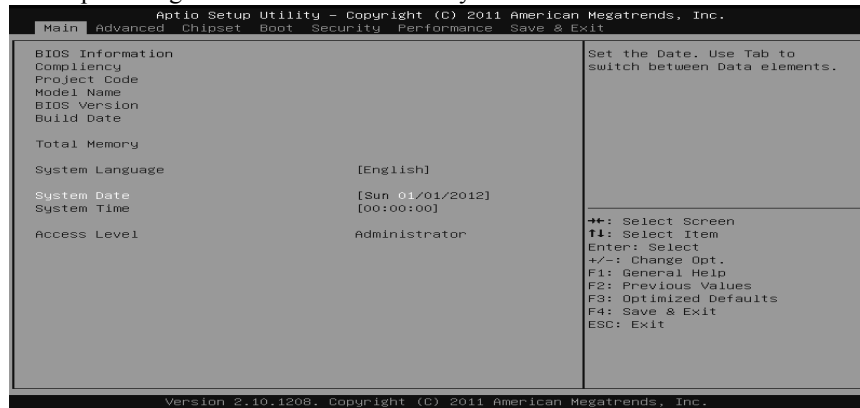 Aptio Setup Utility – Copyright (C) 2011 American Megatrends, Inc.
Main Advanced Chipset Boot Security Performance Save & Exit
BIOS Information
Compliency
Project Code
Model Name
BIOS Version
Build Date
Total Memory
System Language [English]
System Date [Sun 01/01/2012]
System Time [00:00:00]
Access Level Administrator
Set the Date. Use Tab to
switch between Data elements.
→←: Select Screen
↑↓: Select Item
Enter: Select
+/-: Change Opt.
F1: General Help
F2: Previous Values
F3: Optimized Defaults
F4: Save & Exit
ESC: Exit
Version 2.10.1208. Copyright (C) 2011 American Megatrends, Inc.